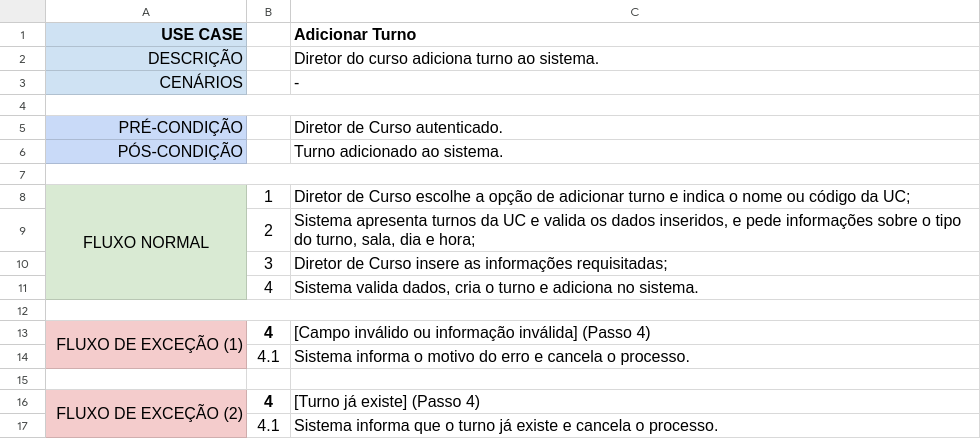 A B C
1 USE CASE Adicionar Turno
2 DESCRIÇÃO Diretor do curso adiciona turno ao sistema.
3 CENÁRIOS -
4
5 PRÉ-CONDIÇÃO Diretor de Curso autenticado.
6 PÓS-CONDIÇÃO Turno adicionado ao sistema.
7
8 1 Diretor de Curso escolhe a opção de adicionar turno e indica o nome ou código da UC;
9 FLUXO NORMAL 2 Sistema apresenta turnos da UC e valida os dados inseridos, e pede informações sobre o tipo
do turno, sala, dia e hora;
10 3 Diretor de Curso insere as informações requisitadas;
11 4 Sistema valida dados, cria o turno e adiciona no sistema.
12
13 FLUXO DE EXCEÇÃO (1) 4 [Campo inválido ou informação inválida] (Passo 4)
14 4.1 Sistema informa o motivo do erro e cancela o processo.
15
16 FLUXO DE EXCEÇÃO (2) 4 [Turno já existe] (Passo 4)
17 4.1 Sistema informa que o turno já existe e cancela o processo.